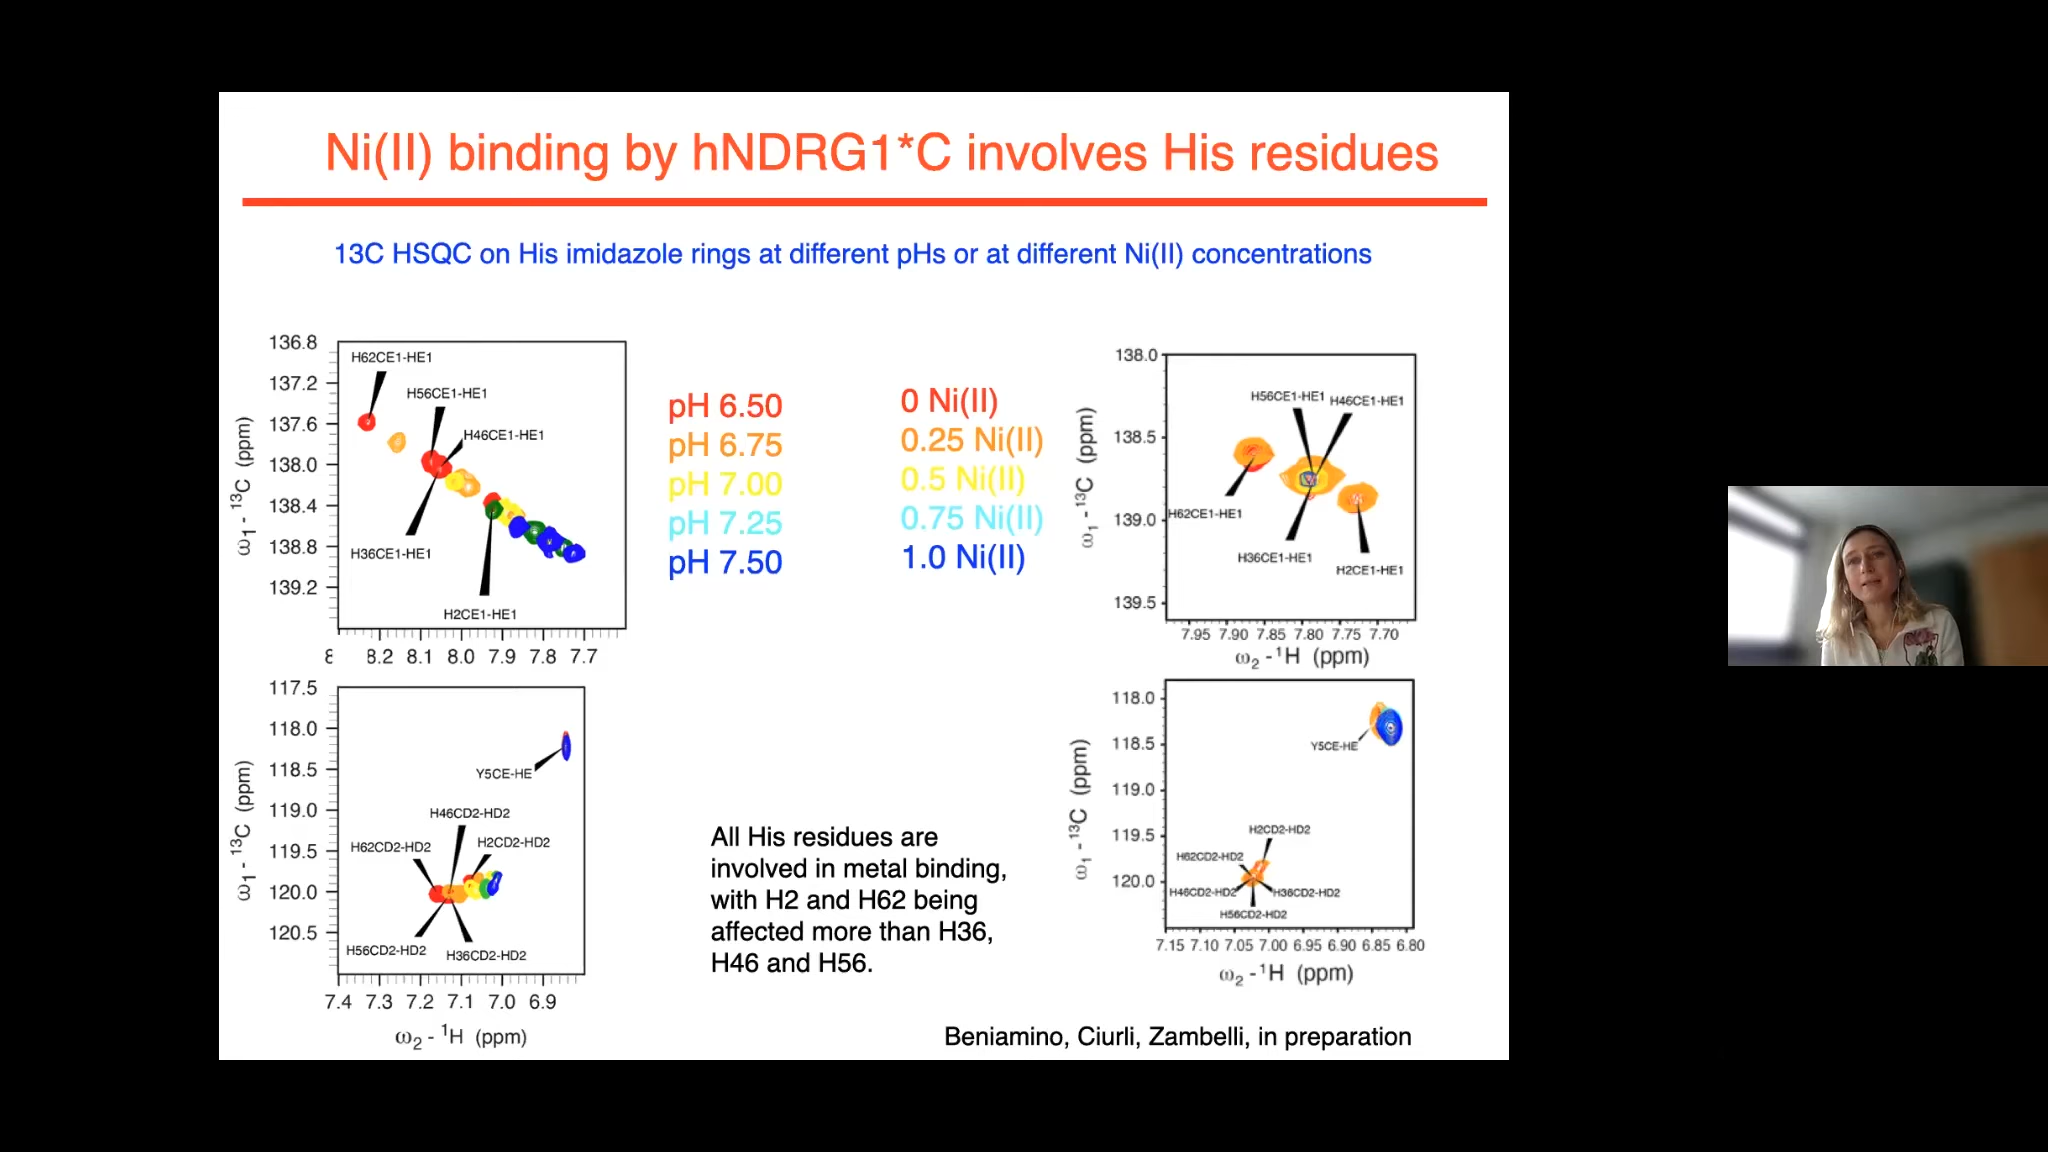 Ni(II) binding by hNDRG1*C involves His residues
13C HSQC on His imidazole rings at different pHs or at different Ni(II) concentrations
136.8
137.2
137.6
138.0
138.4
138.8
139.2
ω1 - 13C (ppm)
H62CE1-HE1
H56CE1-HE1
H46CE1-HE1
H36CE1-HE1
H2CE1-HE1
8 8.2 8.1 8.0 7.9 7.8 7.7
pH 6.50
pH 6.75
pH 7.00
pH 7.25
pH 7.50
0 Ni(II)
0.25 Ni(II)
0.5 Ni(II)
0.75 Ni(II)
1.0 Ni(II)
138.0
138.5
139.0
139.5
ω1 - 13C (ppm)
H56CE1-HE1 H46CE1-HE1
H62CE1-HE1
H36CE1-HE1
H2CE1-HE1
7.95 7.90 7.85 7.80 7.75 7.70
ω2 - 1H (ppm)
117.5
118.0
118.5
119.0
119.5
120.0
120.5
ω1 - 13C (ppm)
Y5CE-HE
H46CD2-HD2
H62CD2-HD2 H2CD2-HD2
H56CD2-HD2 H36CD2-HD2
7.4 7.3 7.2 7.1 7.0 6.9
ω2 - 1H (ppm)
All His residues are
involved in metal binding,
with H2 and H62 being
affected more than H36,
H46 and H56.
118.0
118.5
119.0
119.5
120.0
ω1 - 13C (ppm)
Y5CE-HE
H2CD2-HD2
H62CD2-HD2
H46CD2-HD2 H36CD2-HD2
H56CD2-HD2
7.15 7.10 7.05 7.00 6.95 6.90 6.85 6.80
ω2 - 1H (ppm)
Beniamino, Ciurli, Zambelli, in preparation